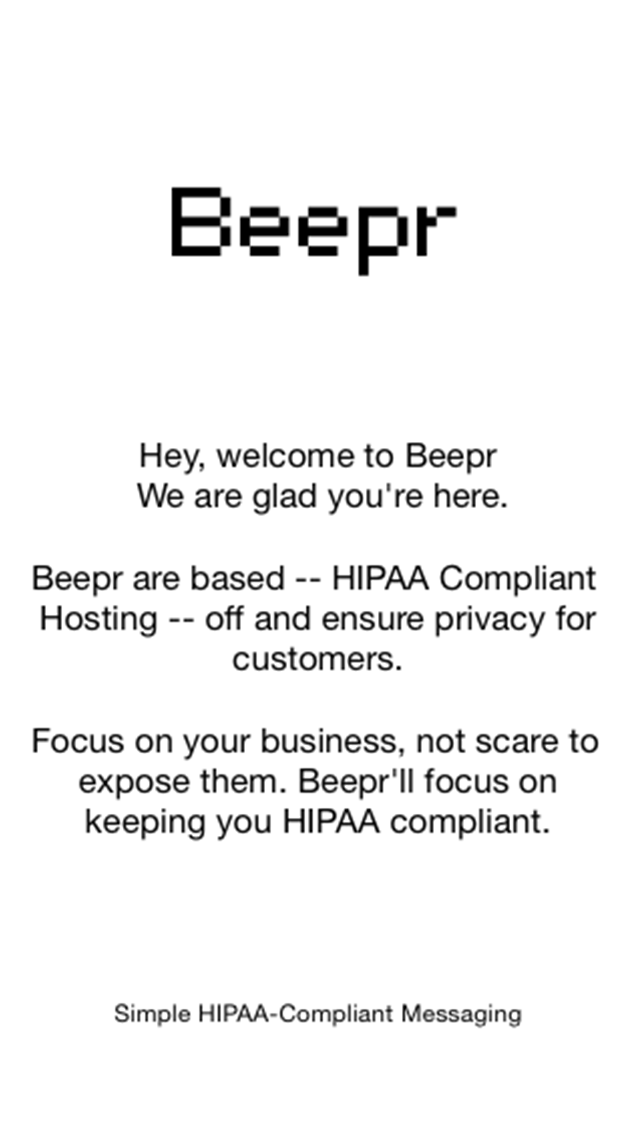 Beepr
Hey, welcome to Beepr
We are glad you're here.
Beepr are based -- HIPAA Compliant
Hosting -- off and ensure privacy for
customers.
Focus on your business, not scare to
expose them. Beepr'll focus on
keeping you HIPAA compliant.
Simple HIPAA-Compliant Messaging